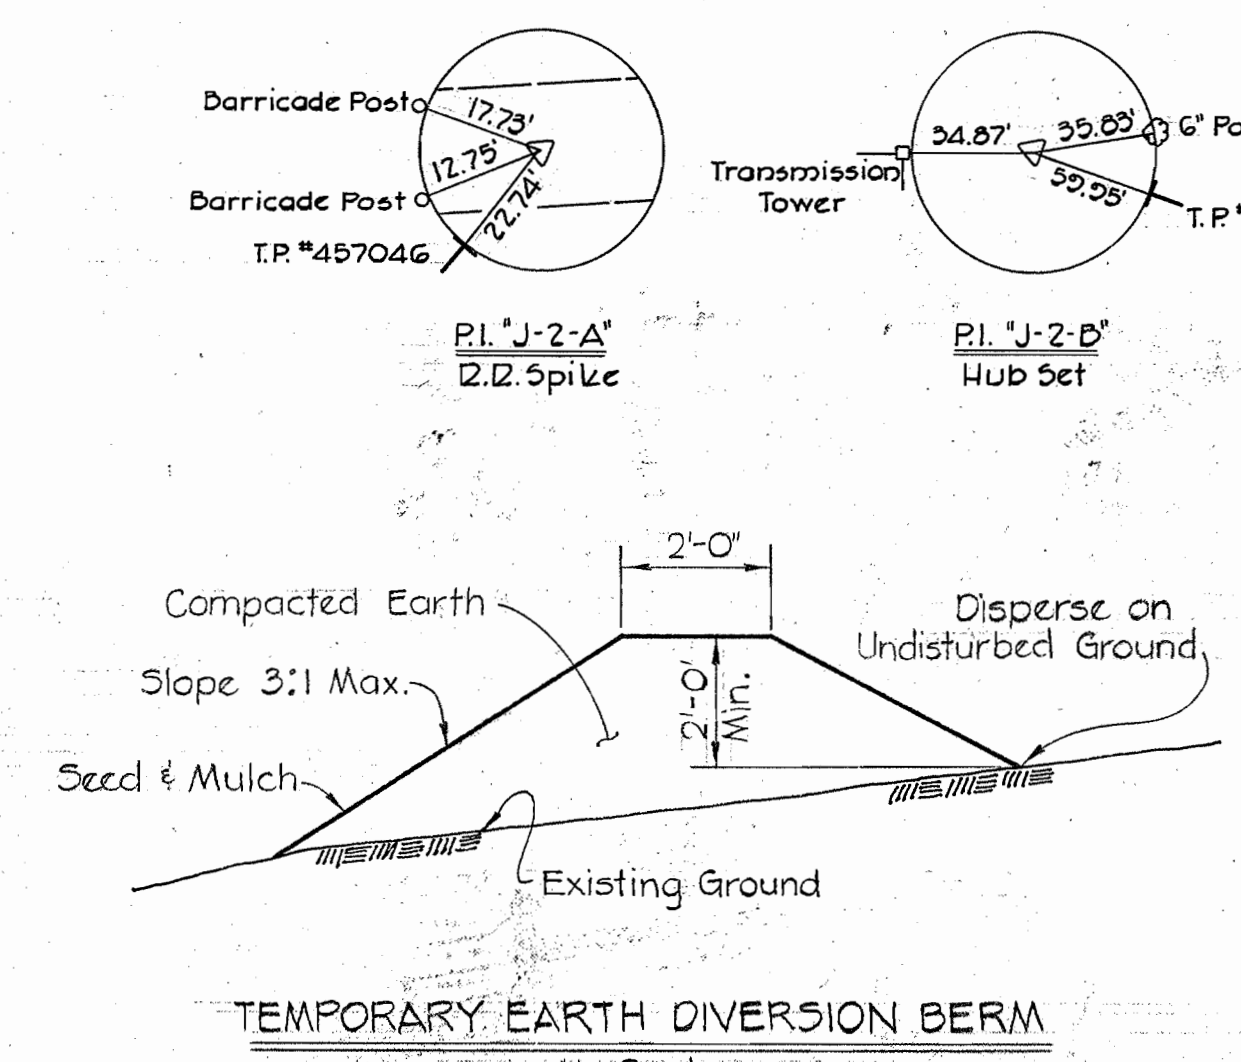 Barricade Post
17.73'
12.75'
Barricade Post
22.74'
T.P. #457046
P.I. "J-2-A"
R.R. Spike
34.87'
35.83'
6"
Transmission
Tower
59.95'
T.P. #
P.I. "J-2-B"
Hub Set
2'-0"
Compacted Earth
Disperse on
Undisturbed Ground
Slope 3:1 Max.
2'-0'
Min.
Seed & Mulch
Existing Ground
TEMPORARY EARTH DIVERSION BERM